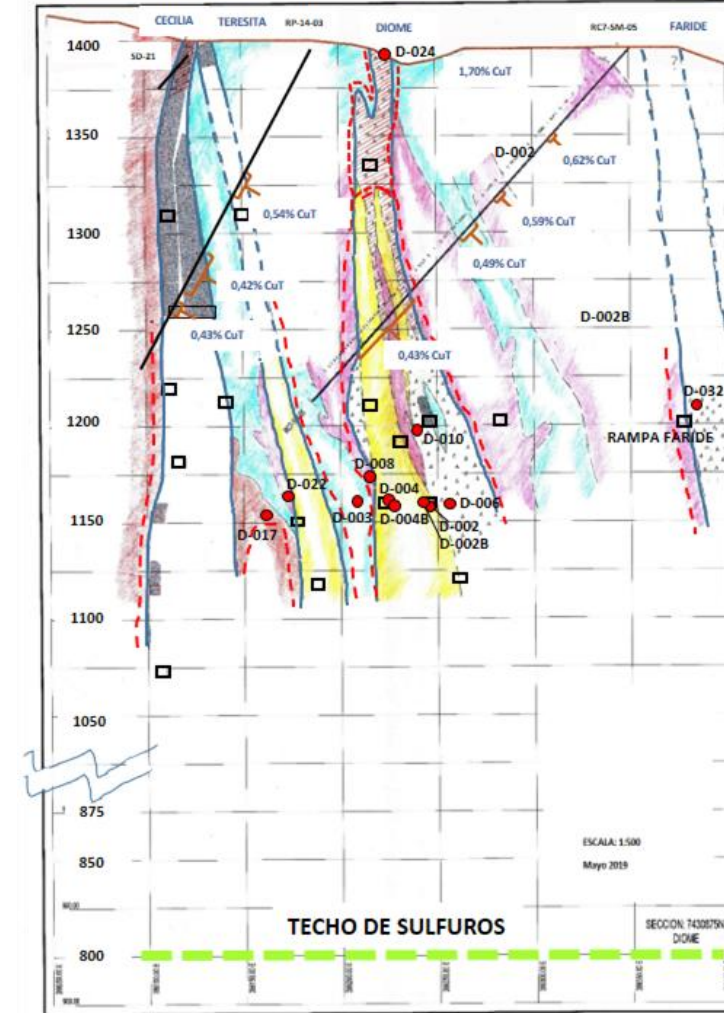 CECILIA TERESITA RP-14-03 DIOME RC7-SM-05 FARIDE
1400
SD-21
D-024
?
1,70% CuT
1350
D-002
0,62% CuT
1300
0,54% CuT
0,59% CuT
0,49% CuT
0,42% CuT
D-002B
1250
0,43% CuT
0,43% CuT
D-032
1200
D-010
RAMPA FARIDE
D-008
D-022
D-004
D-006
1150
D-003
D-004B
D-002
D-017
D-002B
1100
1050
875
ESCALA: 1:500
850
Mayo 2019
TECHO DE SULFUROS
SECCION: 7430875N
DIOME
800